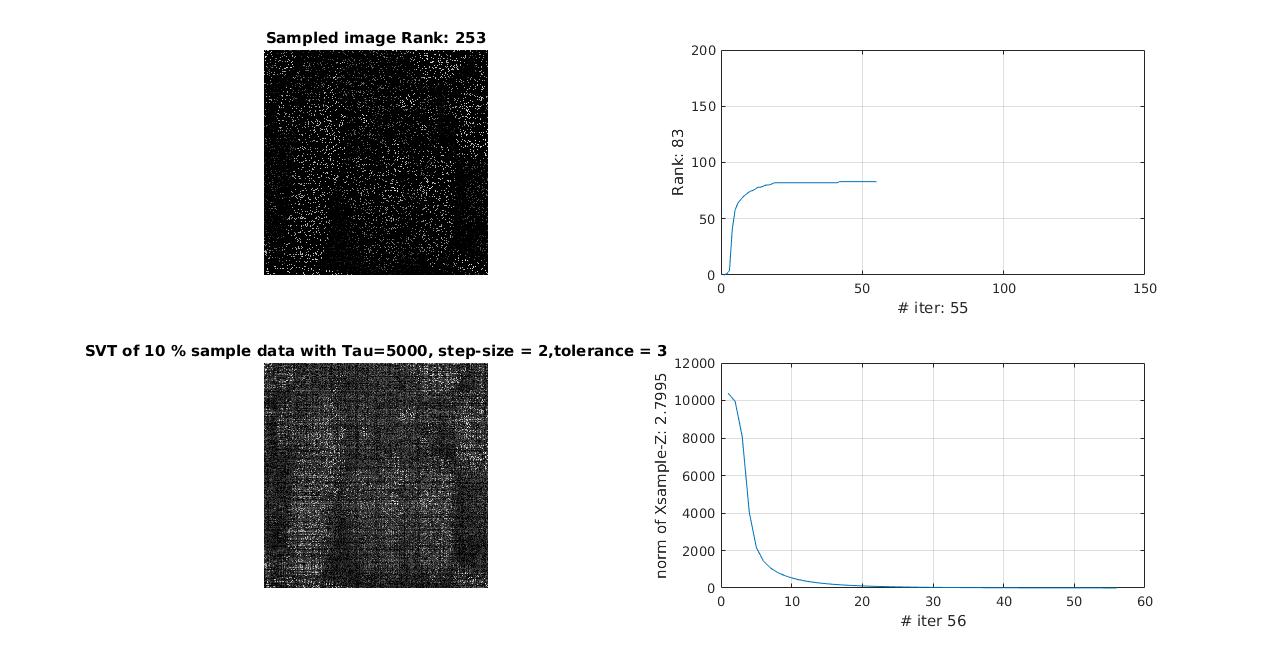 Sampled image Rank: 253
200
150
100
50
0
Rank: 83
0 50 100 150
# iter: 55
SVT of 10 % sample data with Tau=5000, step-size = 2,tolerance = 3
12000
10000
8000
6000
4000
2000
0
norm of Xsample-Z: 2.7995
0 10 20 30 40 50 60
# iter 56